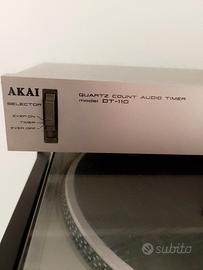 AKAI
QUARTZ COUNT AUDIO TIMER
model DT-110
SELECTOR
EVER ON
TIMER
EVER OFF
subito